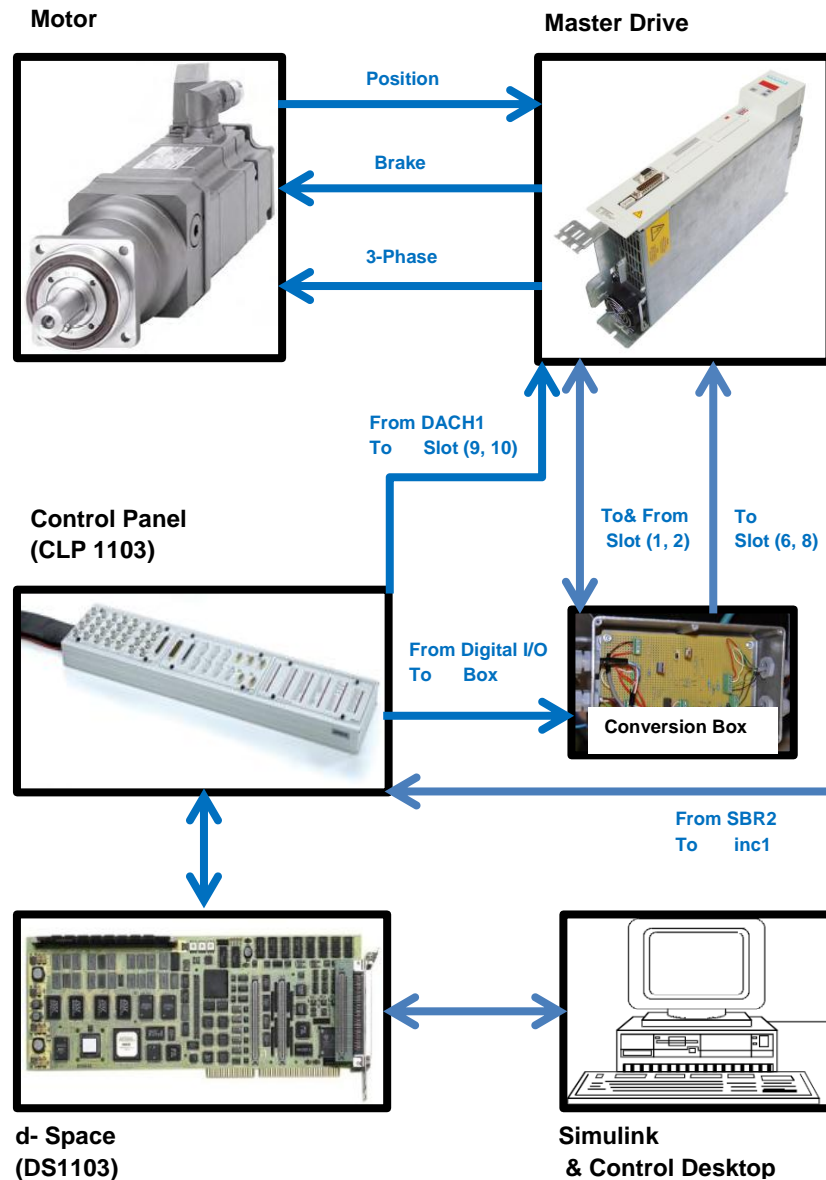 Motor
Master Drive
Position
Brake
3-Phase
From DACH1
To Slot (9, 10)
Control Panel
(CLP 1103)
To& From
Slot (1, 2)
To
Slot (6, 8)
From Digital I/O
To Box
Conversion Box
From SBR2
To inc1
d- Space
(DS1103)
Simulink
& Control Desktop